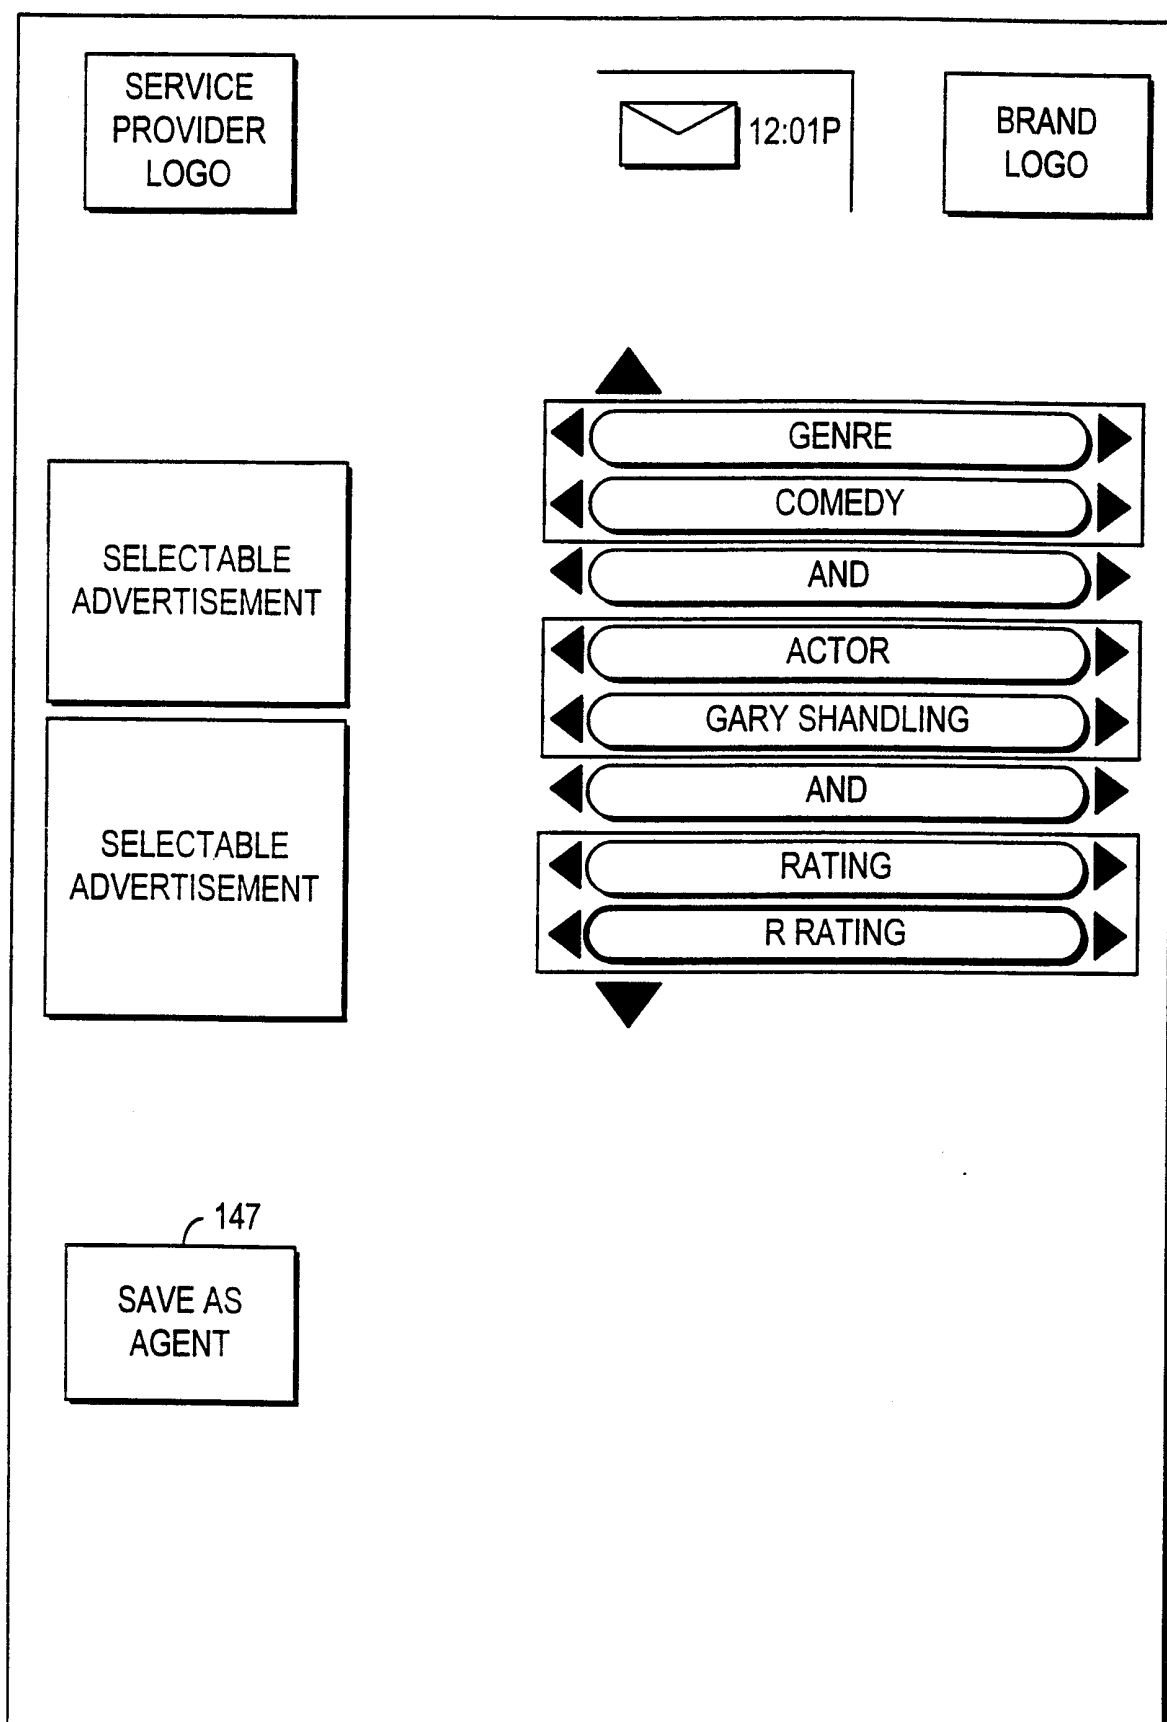 SERVICE
PROVIDER
LOGO
12:01P
BRAND
LOGO
GENRE
COMEDY
AND
ACTOR
GARY SHANDLING
AND
RATING
R RATING
SELECTABLE
ADVERTISEMENT
SELECTABLE
ADVERTISEMENT
147
SAVE AS
AGENT